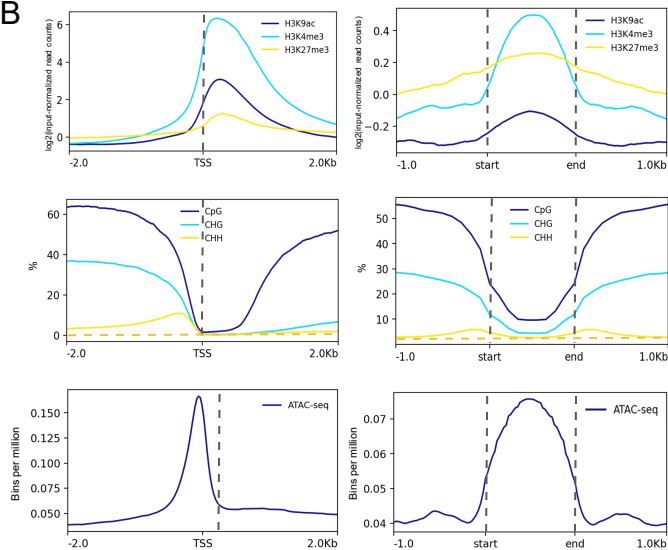 B
log2(input-normalized read counts)
6
4
2
0
H3K9ac
H3K4me3
H3K27me3
-2.0
TSS
2.0Kb
log2(input-normalized read counts)
0.4
0.2
0.0
−0.2
H3K9ac
H3K4me3
H3K27me3
-1.0
start
end
1.0Kb
%
60
40
20
0
CpG
CHG
CHH
-2.0
TSS
2.0Kb
%
50
40
30
20
10
CpG
CHG
CHH
-1.0
start
end
1.0Kb
Bins per million
0.150
0.125
0.100
0.075
0.050
ATAC-seq
-2.0
TSS
2.0Kb
Bins per million
0.07
0.06
0.05
0.04
ATAC-seq
-1.0
start
end
1.0Kb